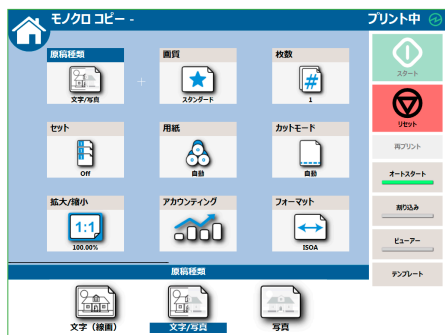 モノクロ コピー -
プリント中
原稿種類
画質
枚数
文字/写真
スタンダード
#
1
スタート
セット
用紙
カットモード
リセット
Off
自動
自動
再プリント
オートスタート
拡大/縮小
アカウンティング
フォーマット
割り込み
1:1
100.00%
ISOA
ビューアー
原稿種類
テンプレート
文字（線画）
文字/写真
写真